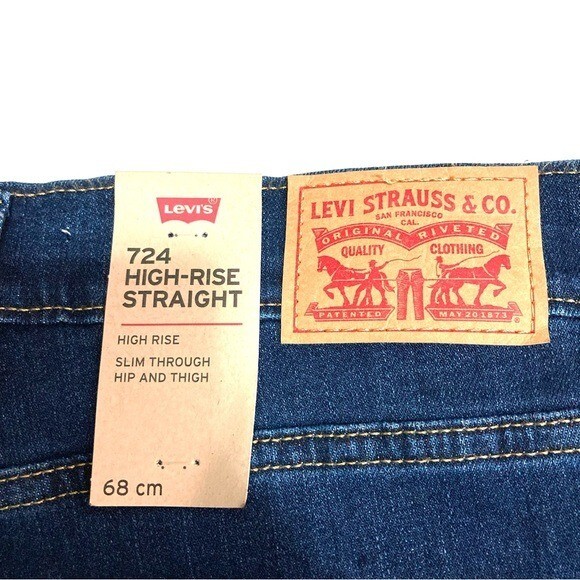 LEVI'S®
724
HIGH-RISE
STRAIGHT
HIGH RISE
SLIM THROUGH
HIP AND THIGH
68 cm
LEVI STRAUSS & CO.
SAN FRANCISCO
CAL.
ORIGINAL RIVETED
QUALITY CLOTHING
PATENTED MAY 20 1873
®